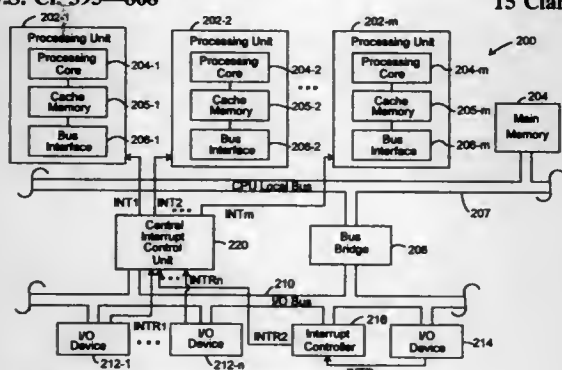 .S. Cl. 395—868
15 Clai
202-1
202-2
202-m
200
Processing Unit
Processing Unit
Processing Unit
Processing Core
204-1
Processing Core
204-2
Processing Core
204-m
204
Cache Memory
205-1
Cache Memory
205-2
Cache Memory
205-m
Main Memory
Bus Interface
206-1
Bus Interface
206-2
Bus Interface
206-m
CPU Local Bus
INT1
INT2
INTm
207
Central Interrupt Control Unit
220
Bus Bridge
208
INTRn
210
I/O Bus
INTR1
INTR2
216
I/O Device
I/O Device
Interrupt Controller
I/O Device
212-1
212-n
214